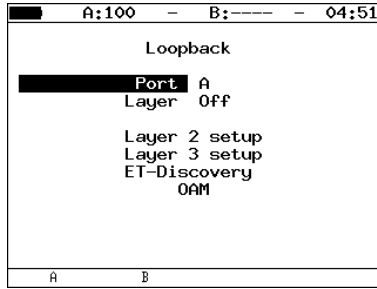 A:100 – B:---- – 04:51
Loopback
Port A
Layer Off
Layer 2 setup
Layer 3 setup
ET-Discovery
OAM
A B